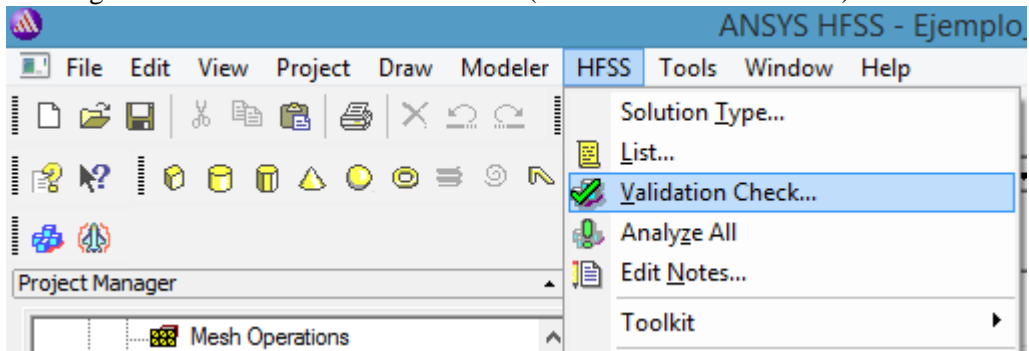 ANSYS HFSS - Ejemplo_
File Edit View Project Draw Modeler HFSS Tools Window Help
Solution Type...
List...
Validation Check...
Analyze All
Edit Notes...
Project Manager
Toolkit
Mesh Operations